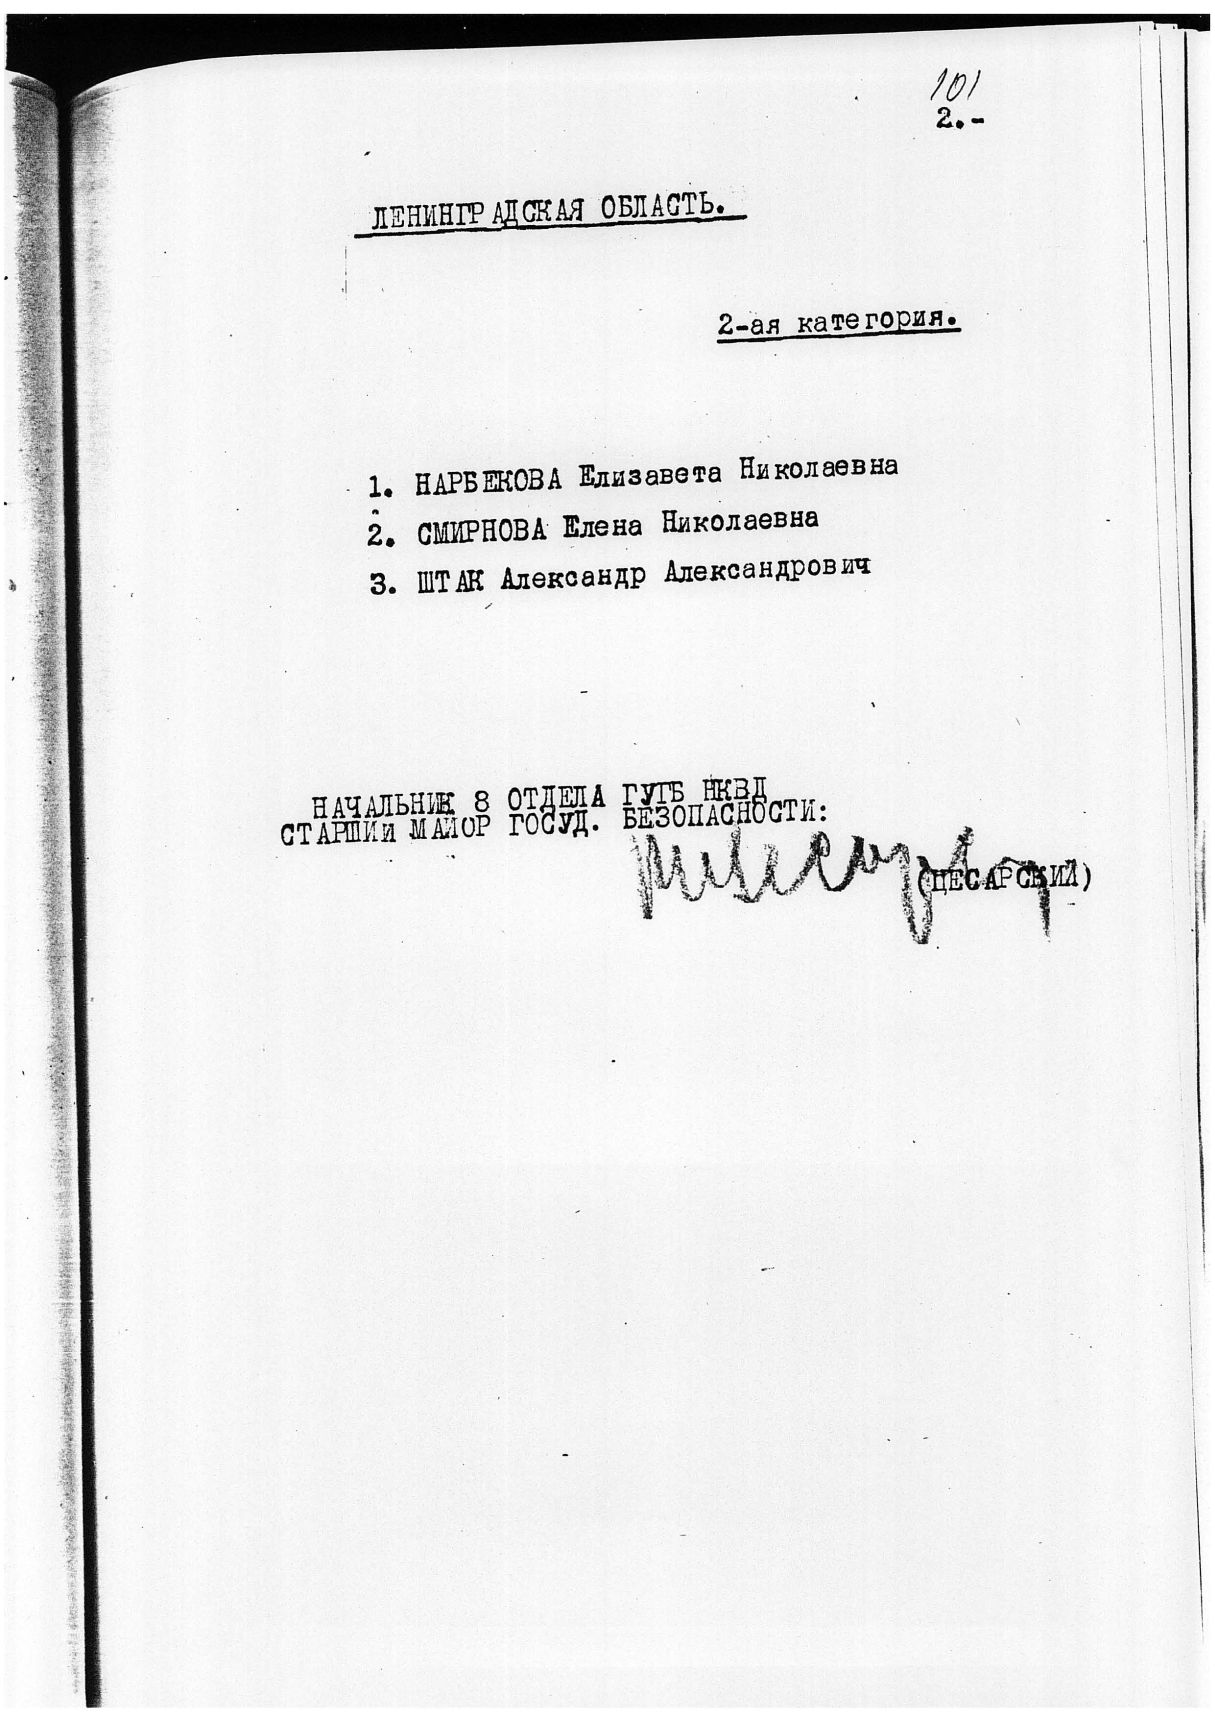 101
2.-
ЛЕНИНГРАДСКАЯ ОБЛАСТЬ.
2-ая категория.
1. НАРБЕКОВА Елизавета Николаевна
2. СМИРНОВА Елена Николаевна
3. ШТАК Александр Александрович
НАЧАЛЬНИК 8 ОТДЕЛА ГУГБ НКВД
СТАРШИЙ МАЙОР ГОСУД. БЕЗОПАСНОСТИ:
(ЦЕСАРСКИЙ)